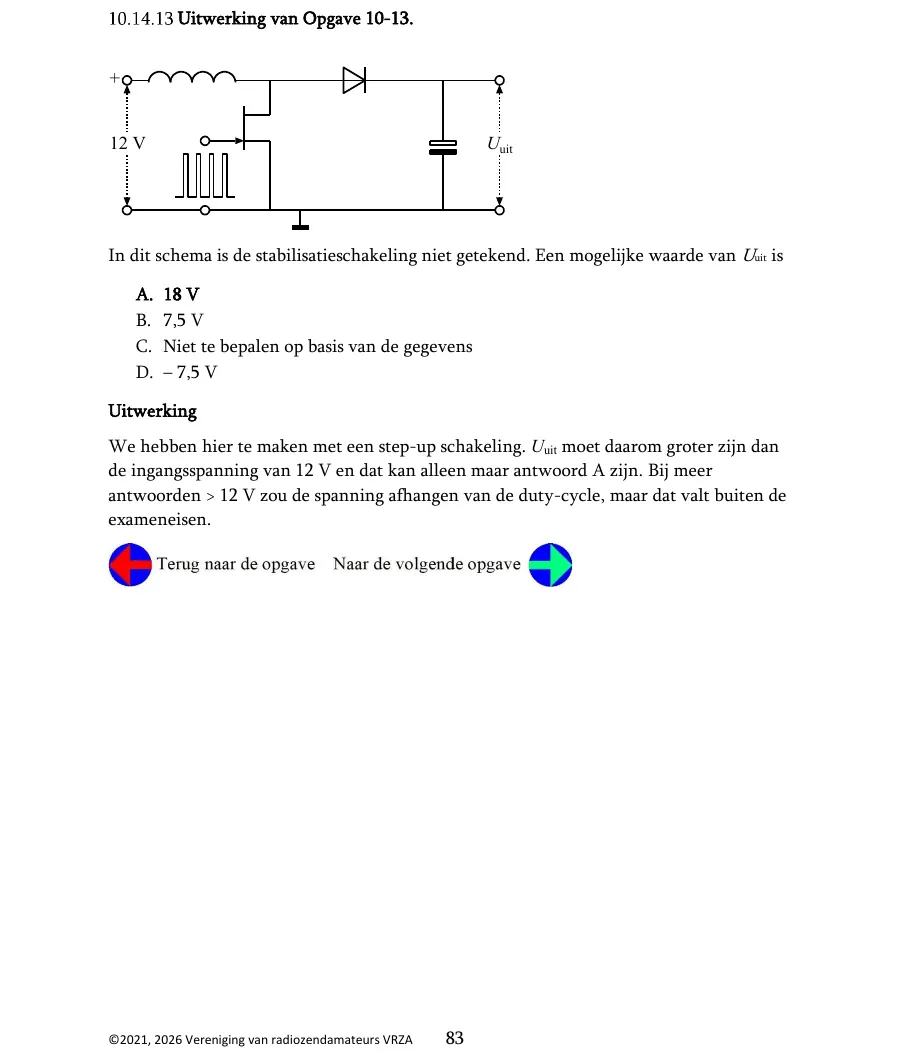 10.14.13 Uitwerking van Opgave 10-13.
+
12 V
Uuit
In dit schema is de stabilisatieschakeling niet getekend. Een mogelijke waarde van Uuit is
A. 18 V
B. 7,5 V
C. Niet te bepalen op basis van de gegevens
D. – 7,5 V
Uitwerking
We hebben hier te maken met een step-up schakeling. Uuit moet daarom groter zijn dan
de ingangsspanning van 12 V en dat kan alleen maar antwoord A zijn. Bij meer
antwoorden > 12 V zou de spanning afhangen van de duty-cycle, maar dat valt buiten de
exameneisen.
Terug naar de opgave Naar de volgende opgave
©2021, 2026 Vereniging van radiozendamateurs VRZA 83